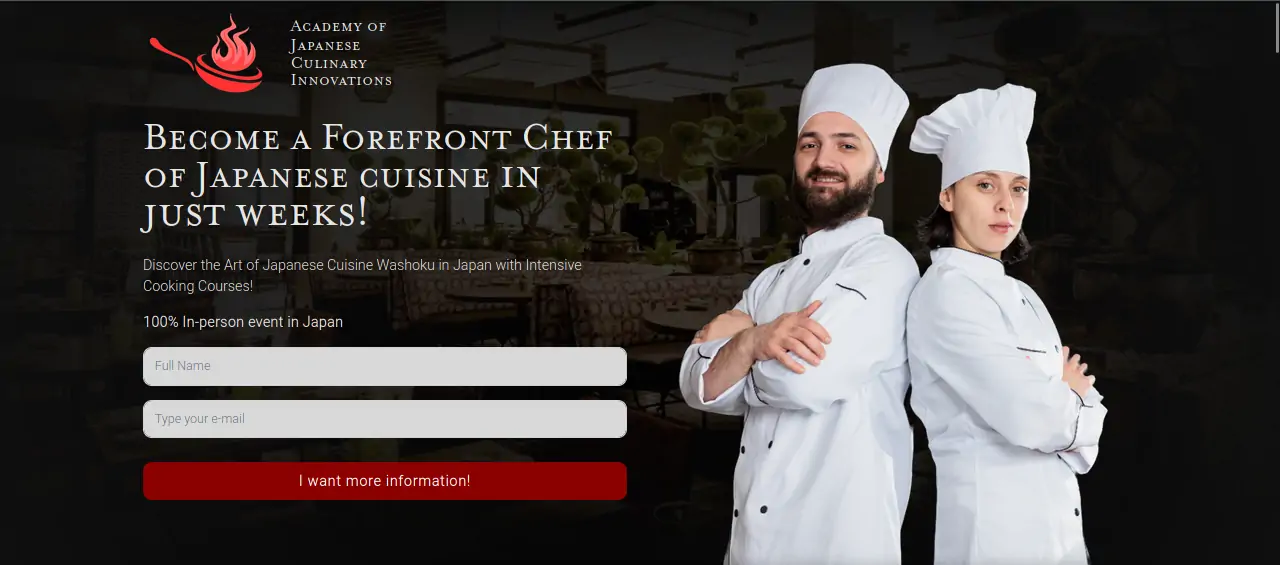 Academy of
Japanese
Culinary
Innovations
Become a Forefront Chef
of Japanese cuisine in
just weeks!
Discover the Art of Japanese Cuisine Washoku in Japan with Intensive
Cooking Courses!
100% In-person event in Japan
Full Name
Type your e-mail
I want more information!